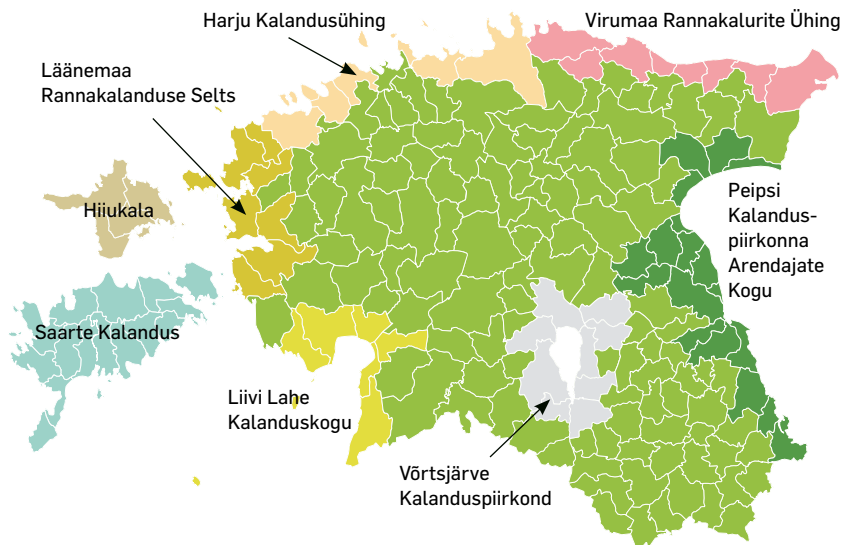 Harju Kalandusühing
Virumaa Rannakalurite Ühing
Läänemaa
Rannakalanduse Selts
Hiiukala
Peipsi
Kalandus-
piirkonna
Arendajate
Kogu
Saarte Kalandus
Liivi Lahe
Kalanduskogu
Võrtsjärve
Kalanduspiirkond